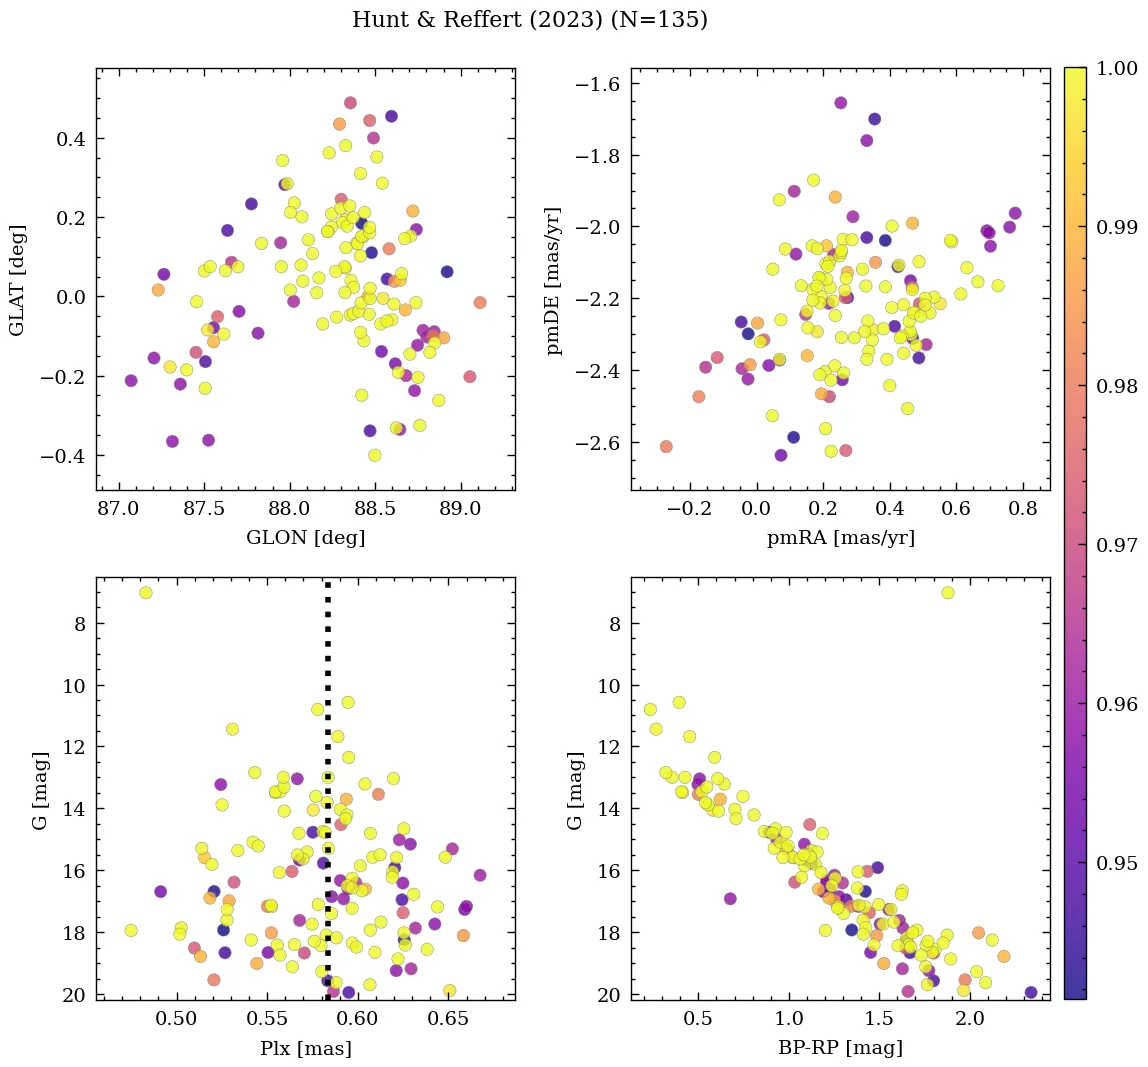 Hunt & Reffert (2023) (N=135)
0.4
0.2
0.0
−0.2
−0.4
GLAT [deg]
87.0 87.5 88.0 88.5 89.0
GLON [deg]
−1.6
−1.8
−2.0
−2.2
−2.4
−2.6
pmDE [mas/yr]
−0.2 0.0 0.2 0.4 0.6 0.8
pmRA [mas/yr]
8
10
12
14
16
18
20
G [mag]
0.50 0.55 0.60 0.65
Plx [mas]
8
10
12
14
16
18
20
G [mag]
0.5 1.0 1.5 2.0
BP-RP [mag]
1.00
0.99
0.98
0.97
0.96
0.95